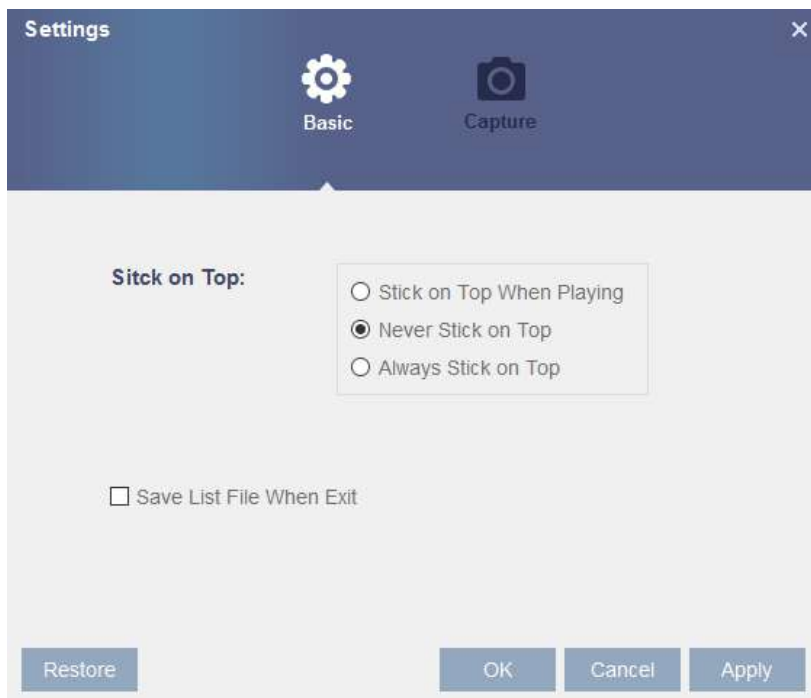 Settings
Basic
Capture
Sitck on Top:
Stick on Top When Playing
Never Stick on Top
Always Stick on Top
Save List File When Exit
Restore
OK
Cancel
Apply